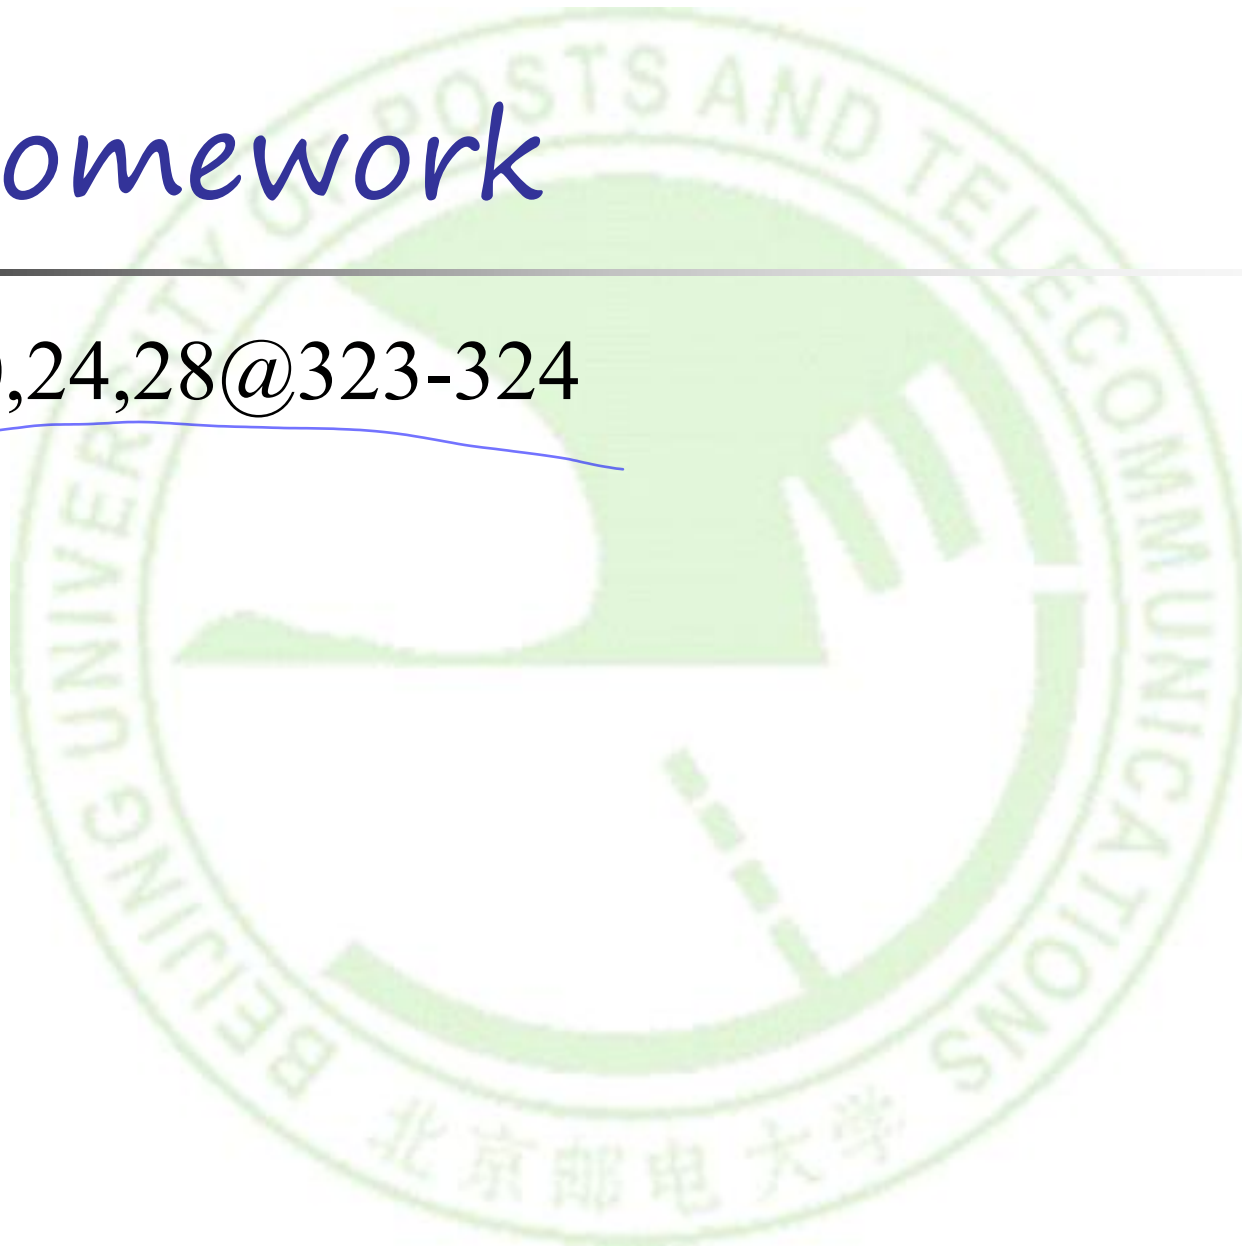 omework
,24,28@323-324
BEIJING UNIVERSITY OF POSTS AND TELECOMMUNICATIONS
北京邮电大学